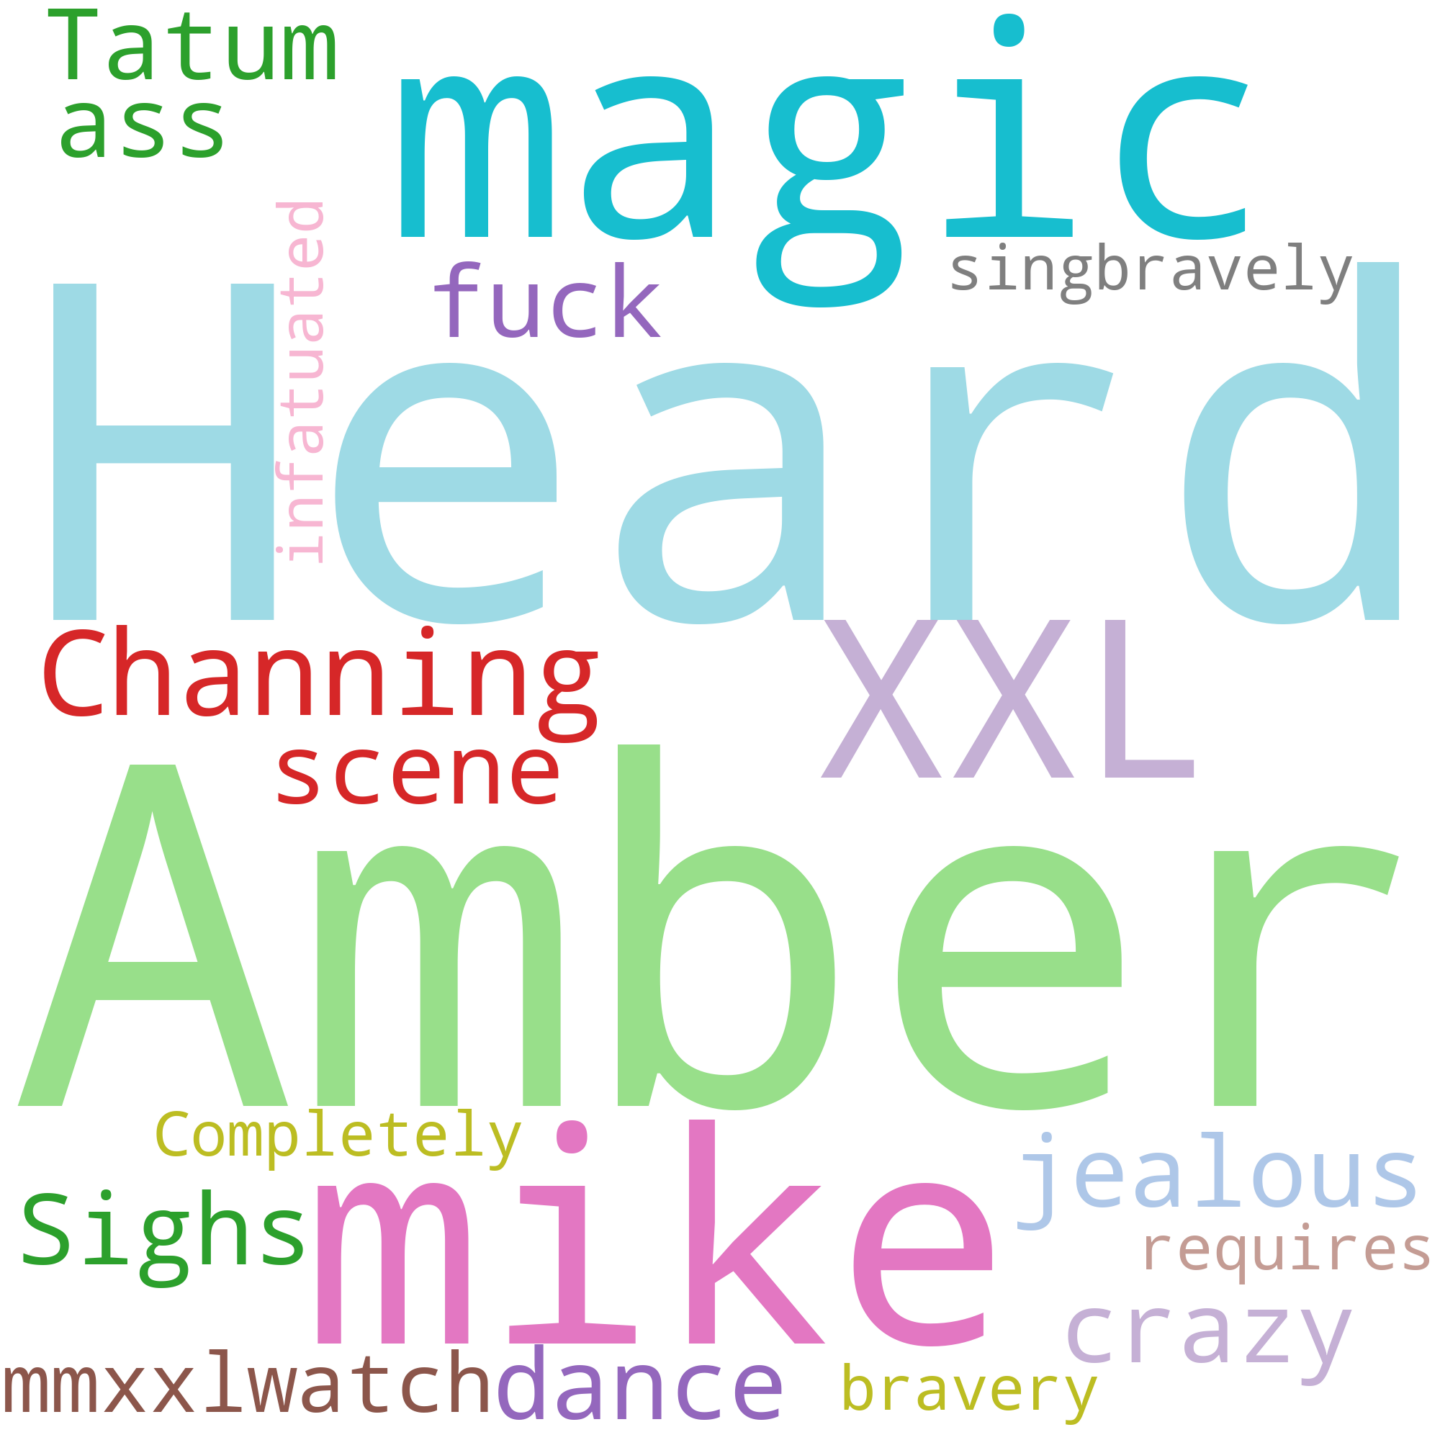 Tatum
magic
ass
infatuated
fuck
singbravely
Heard
Channing
XXL
scene
Amber
Completely
mike
jealous
Sighs
requires
crazy
mmxxlwatch
dance
bravery